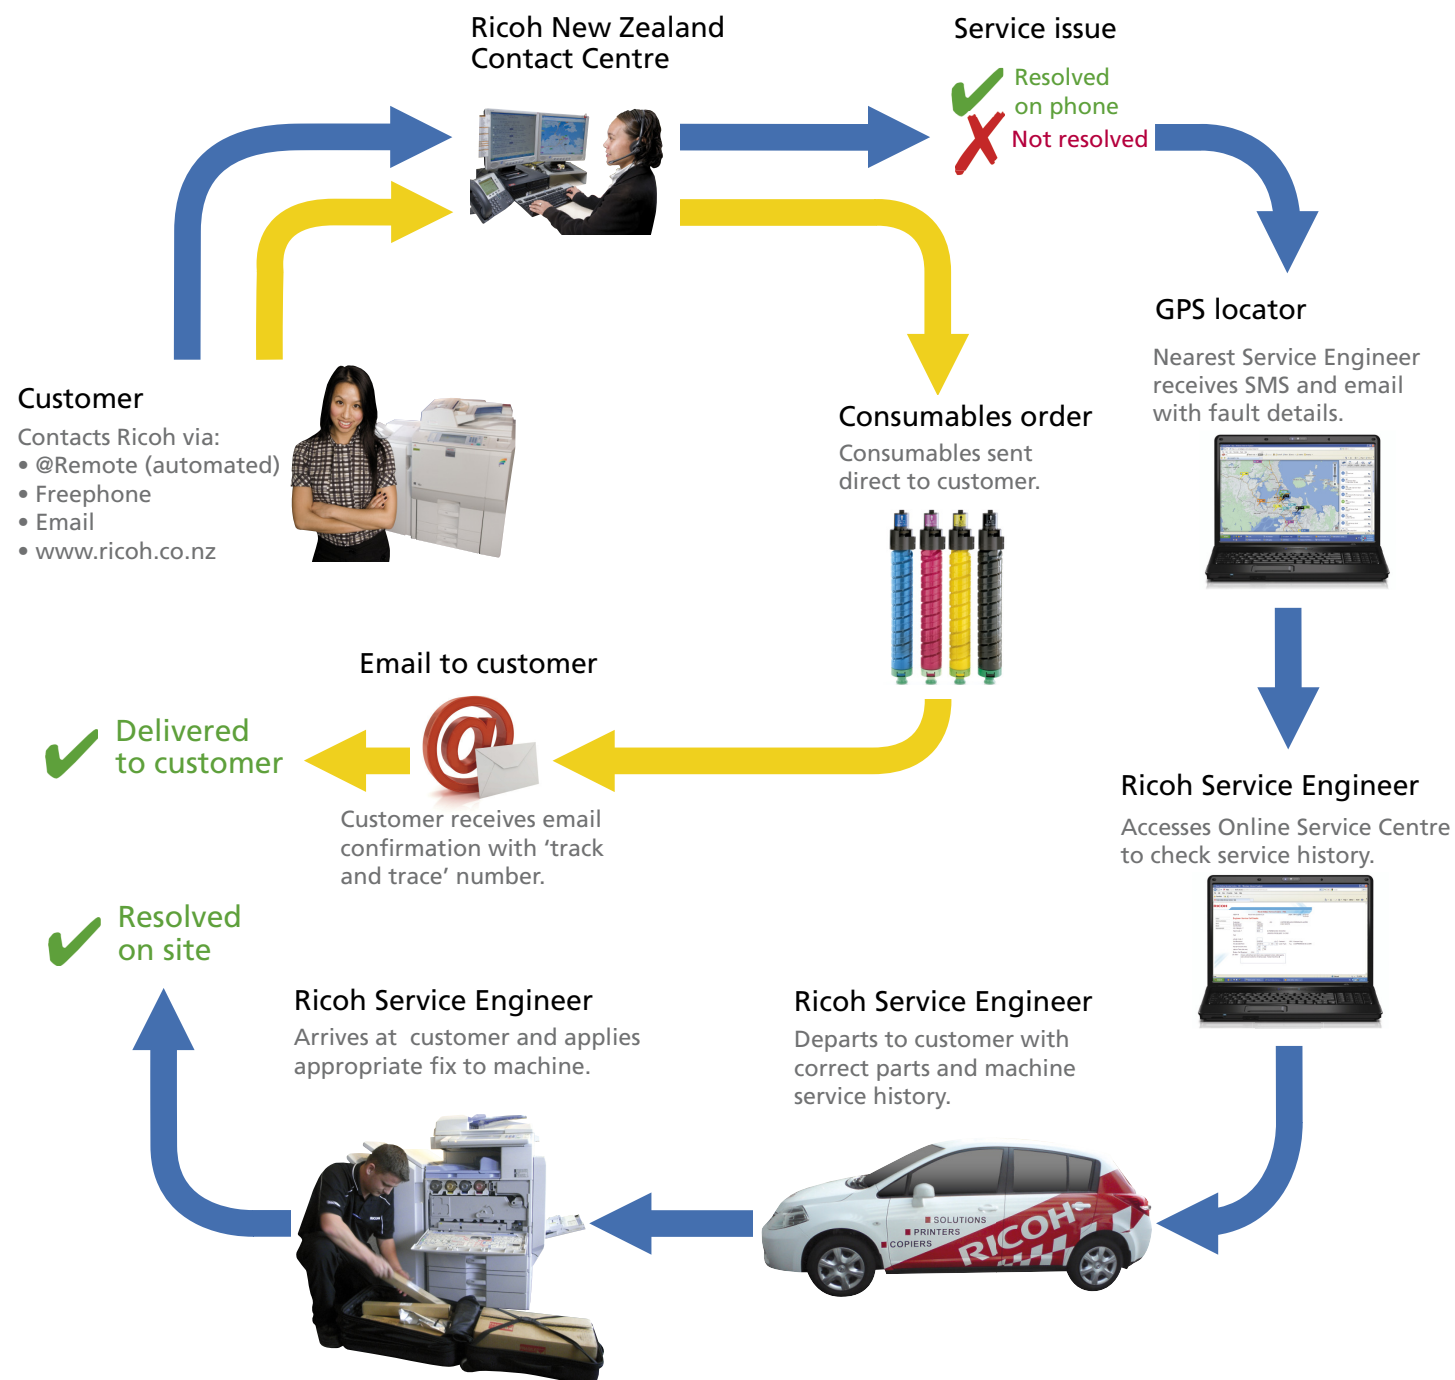 Ricoh New Zealand
Contact Centre
Service issue
Resolved
on phone
Not resolved
GPS locator
Nearest Service Engineer
receives SMS and email
with fault details.
Customer
Contacts Ricoh via:
• @Remote (automated)
• Freephone
• Email
• www.ricoh.co.nz
Consumables order
Consumables sent
direct to customer.
Email to customer
Delivered
to customer
Customer receives email
confirmation with ‘track
and trace’ number.
Ricoh Service Engineer
Accesses Online Service Centre
to check service history.
RICOH
Resolved
on site
Ricoh Service Engineer
Arrives at  customer and applies
appropriate fix to machine.
Ricoh Service Engineer
Departs to customer with
correct parts and machine
service history.
SOLUTIONS
PRINTERS
COPIERS
RICOH